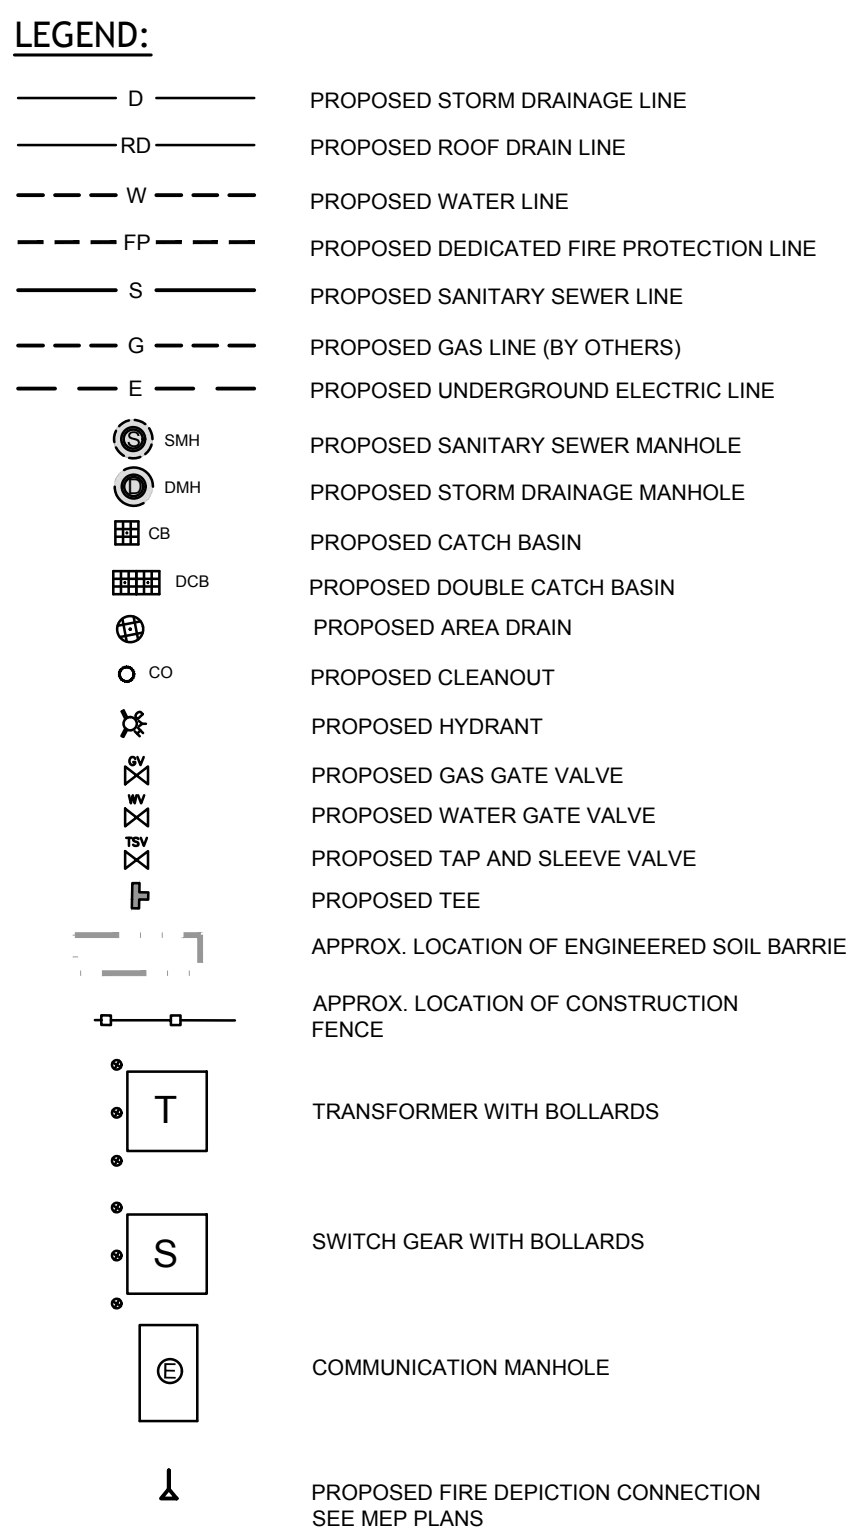 LEGEND:
D PROPOSED STORM DRAINAGE LINE
RD PROPOSED ROOF DRAIN LINE
W PROPOSED WATER LINE
FP PROPOSED DEDICATED FIRE PROTECTION LINE
S PROPOSED SANITARY SEWER LINE
G PROPOSED GAS LINE (BY OTHERS)
E PROPOSED UNDERGROUND ELECTRIC LINE
S SMH PROPOSED SANITARY SEWER MANHOLE
D DMH PROPOSED STORM DRAINAGE MANHOLE
CB PROPOSED CATCH BASIN
DCB PROPOSED DOUBLE CATCH BASIN
PROPOSED AREA DRAIN
CO PROPOSED CLEANOUT
PROPOSED HYDRANT
GV PROPOSED GAS GATE VALVE
WV PROPOSED WATER GATE VALVE
TSV PROPOSED TAP AND SLEEVE VALVE
PROPOSED TEE
APPROX. LOCATION OF ENGINEERED SOIL BARRIE
APPROX. LOCATION OF CONSTRUCTION
FENCE
T TRANSFORMER WITH BOLLARDS
S SWITCH GEAR WITH BOLLARDS
E COMMUNICATION MANHOLE
PROPOSED FIRE DEPICTION CONNECTION
SEE MEP PLANS